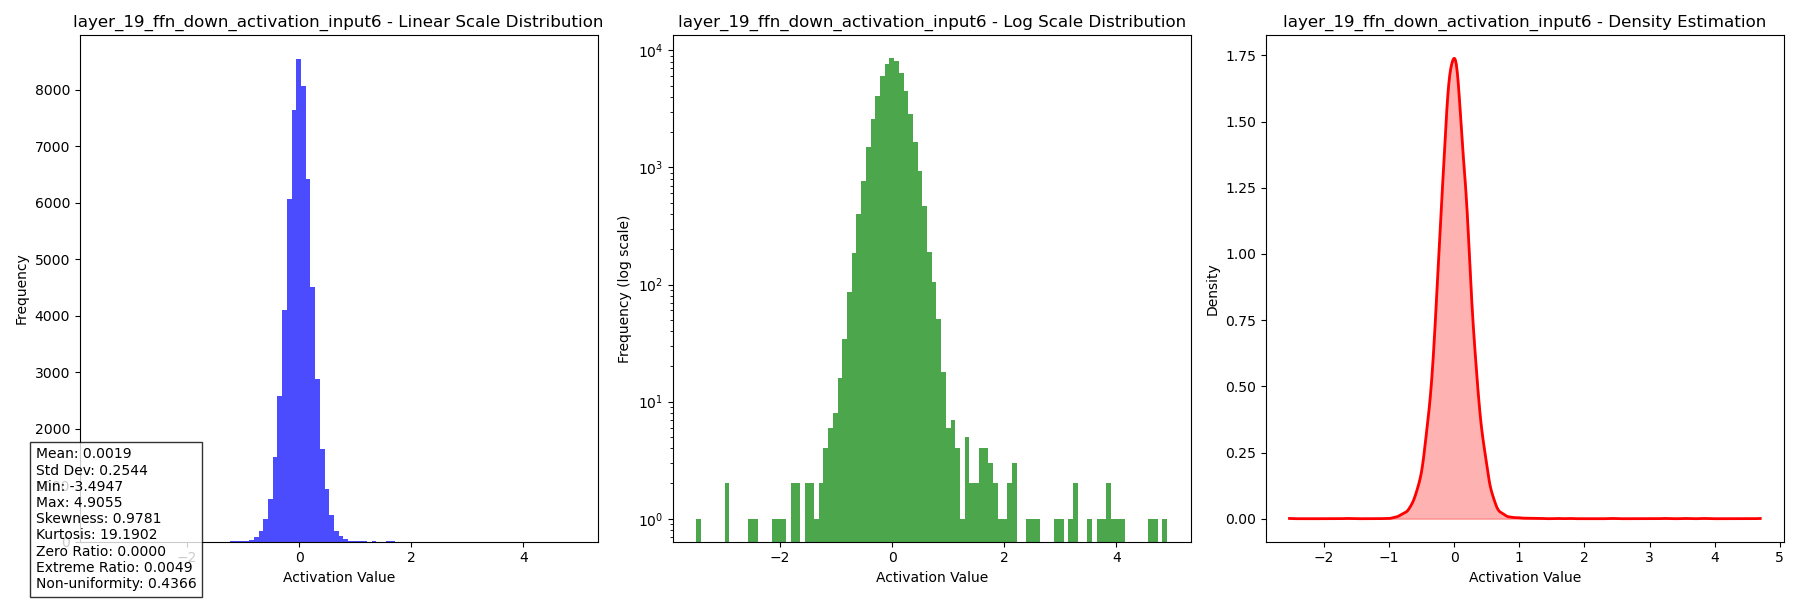 layer_19_ffn_down_activation_input6 - Linear Scale Distribution
8000
7000
6000
5000
4000
3000
2000
0
Frequency
−2
0
2
4
Activation Value
Mean: 0.0019
Std Dev: 0.2544
Min: -3.4947
Max: 4.9055
Skewness: 0.9781
Kurtosis: 19.1902
Zero Ratio: 0.0000
Extreme Ratio: 0.0049
Non-uniformity: 0.4366
layer_19_ffn_down_activation_input6 - Log Scale Distribution
10⁴
10³
10²
10¹
10⁰
Frequency (log scale)
−2
0
2
4
Activation Value
layer_19_ffn_down_activation_input6 - Density Estimation
1.75
1.50
1.25
1.00
0.75
0.50
0.25
0.00
Density
−2
−1
0
1
2
3
4
5
Activation Value